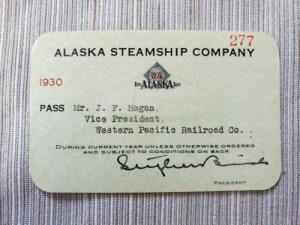 277
ALASKA STEAMSHIP COMPANY
1930
ALASKA
PASS Mr. J. F. Hogan,
Vice President,
Western Pacific Railroad Co.
DURING CURRENT YEAR UNLESS OTHERWISE ORDERED
AND SUBJECT TO CONDITIONS ON BACK
PRESIDENT